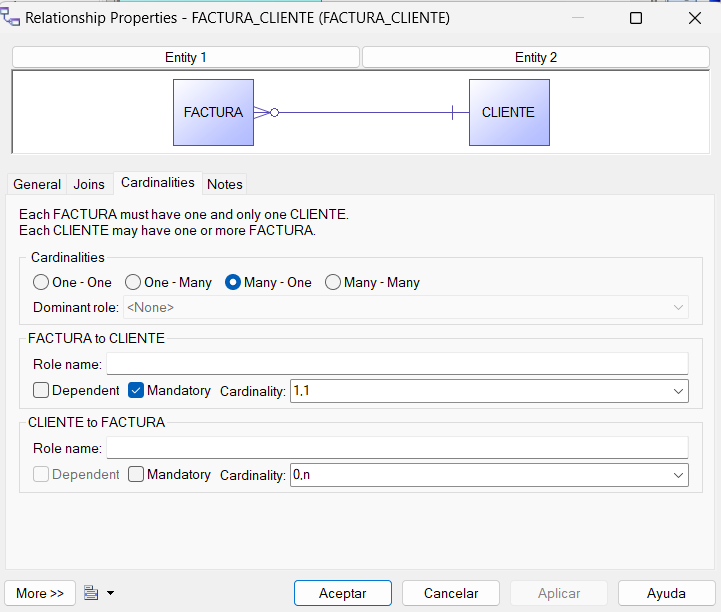 Relationship Properties - FACTURA_CLIENTE (FACTURA_CLIENTE)
Entity 1
Entity 2
FACTURA
CLIENTE
General
Joins
Cardinalities
Notes
Each FACTURA must have one and only one CLIENTE.
Each CLIENTE may have one or more FACTURA.
Cardinalities
One - One
One - Many
Many - One
Many - Many
Dominant role:
<None>
FACTURA to CLIENTE
Role name:
Dependent
Mandatory
Cardinality:
1,1
CLIENTE to FACTURA
Role name:
Dependent
Mandatory
Cardinality:
0,n
More >>
Aceptar
Cancelar
Aplicar
Ayuda